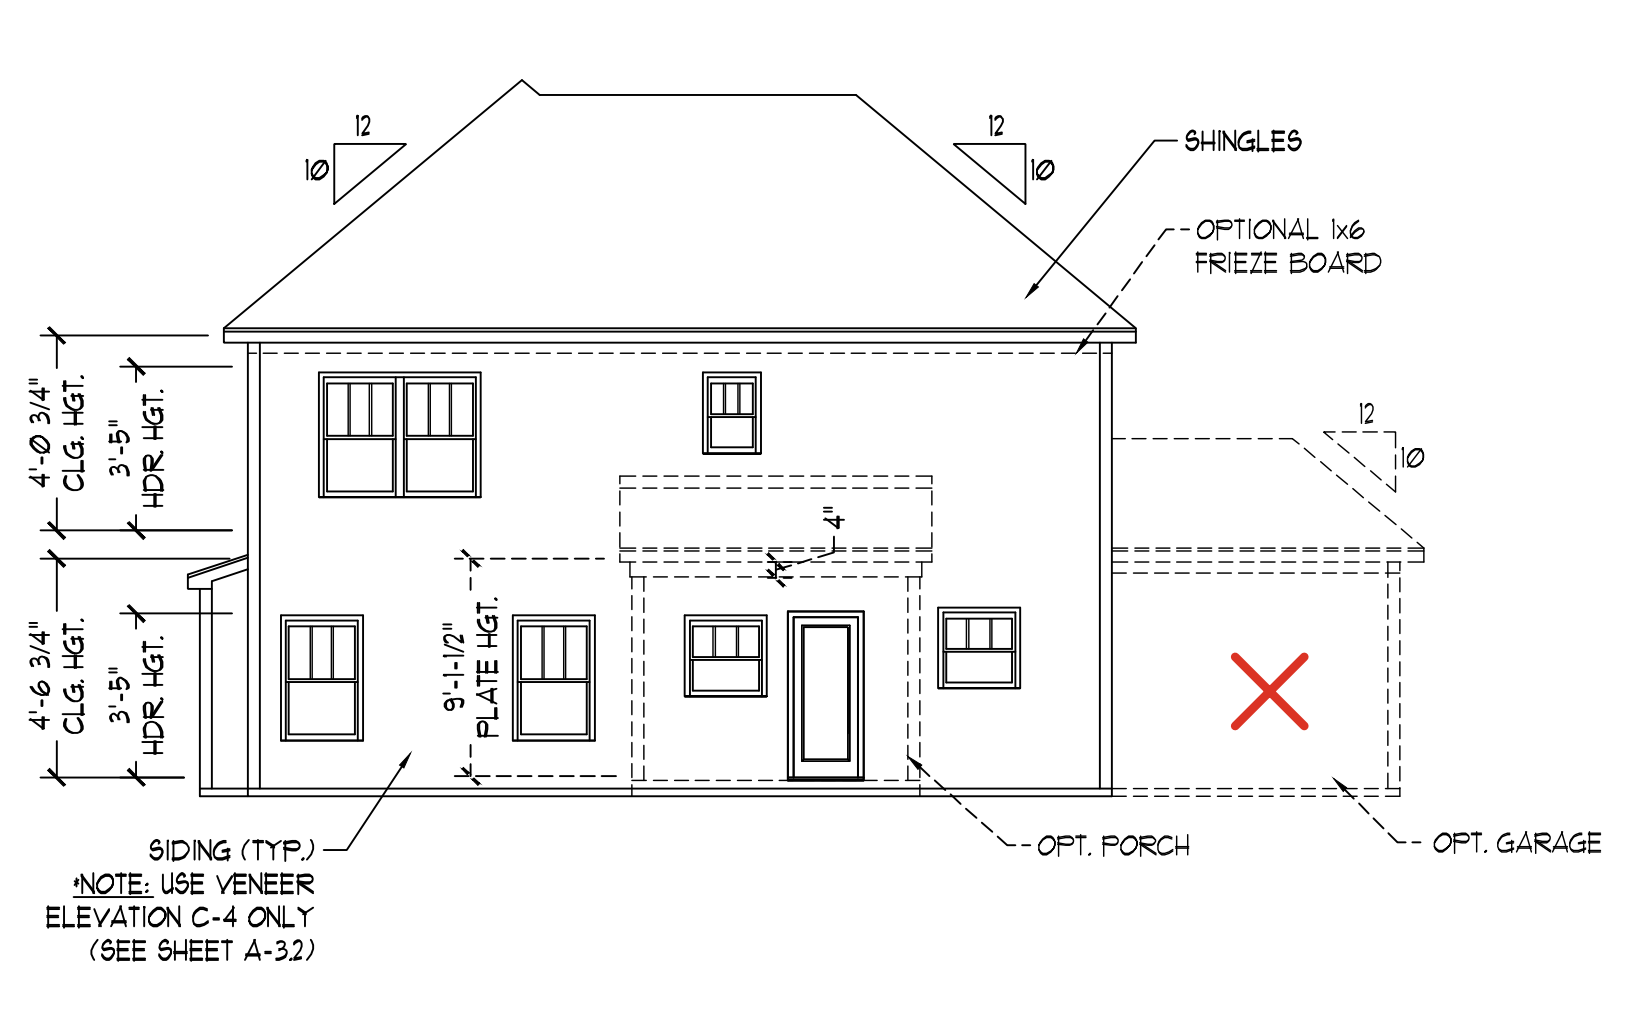 12
10
12
10
SHINGLES
OPTIONAL 1x6
FRIEZE BOARD
4'-0 3/4"
CLG. HGT.
3'-5"
HDR. HGT.
12
10
4"
4'-6 3/4"
CLG. HGT.
3'-5"
HDR. HGT.
9'-1-1/2"
PLATE HGT.
SIDING (TYP.)
*NOTE: USE VENEER
ELEVATION C-4 ONLY
(SEE SHEET A-3.2)
OPT. PORCH
OPT. GARAGE